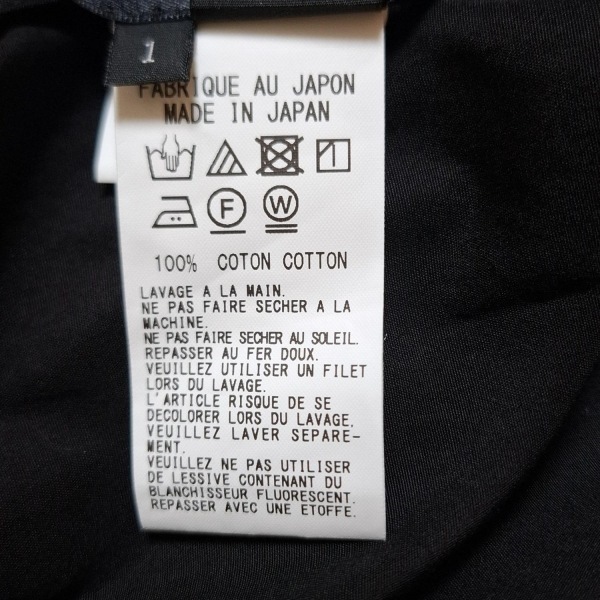 1
FABRIQUE AU JAPON
MADE IN JAPAN
F
W
100% COTON COTTON
LAVAGE A LA MAIN.
NE PAS FAIRE SECHER A LA
MACHINE.
NE PAS FAIRE SECHER AU SOLEIL.
REPASSER AU FER DOUX.
VEUILLEZ UTILISER UN FILET
LORS DU LAVAGE.
L'ARTICLE RISQUE DE SE
DECOLORER LORS DU LAVAGE.
VEUILLEZ LAVER SEPARE-
MENT.
VEUILLEZ NE PAS UTILISER
DE LESSIVE CONTENANT DU
BLANCHISSEUR FLUORESCENT.
REPASSER AVEC UNE ETOFFE.